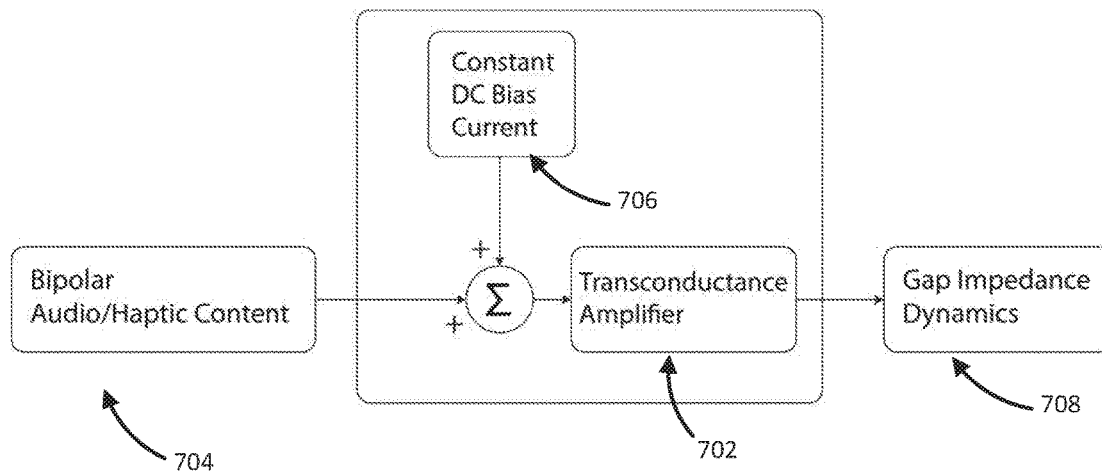 Constant
DC Bias
Current
706
+
Bipolar
Audio/Haptic Content
+
Σ
Transconductance
Amplifier
Gap Impedance
Dynamics
704
702
708